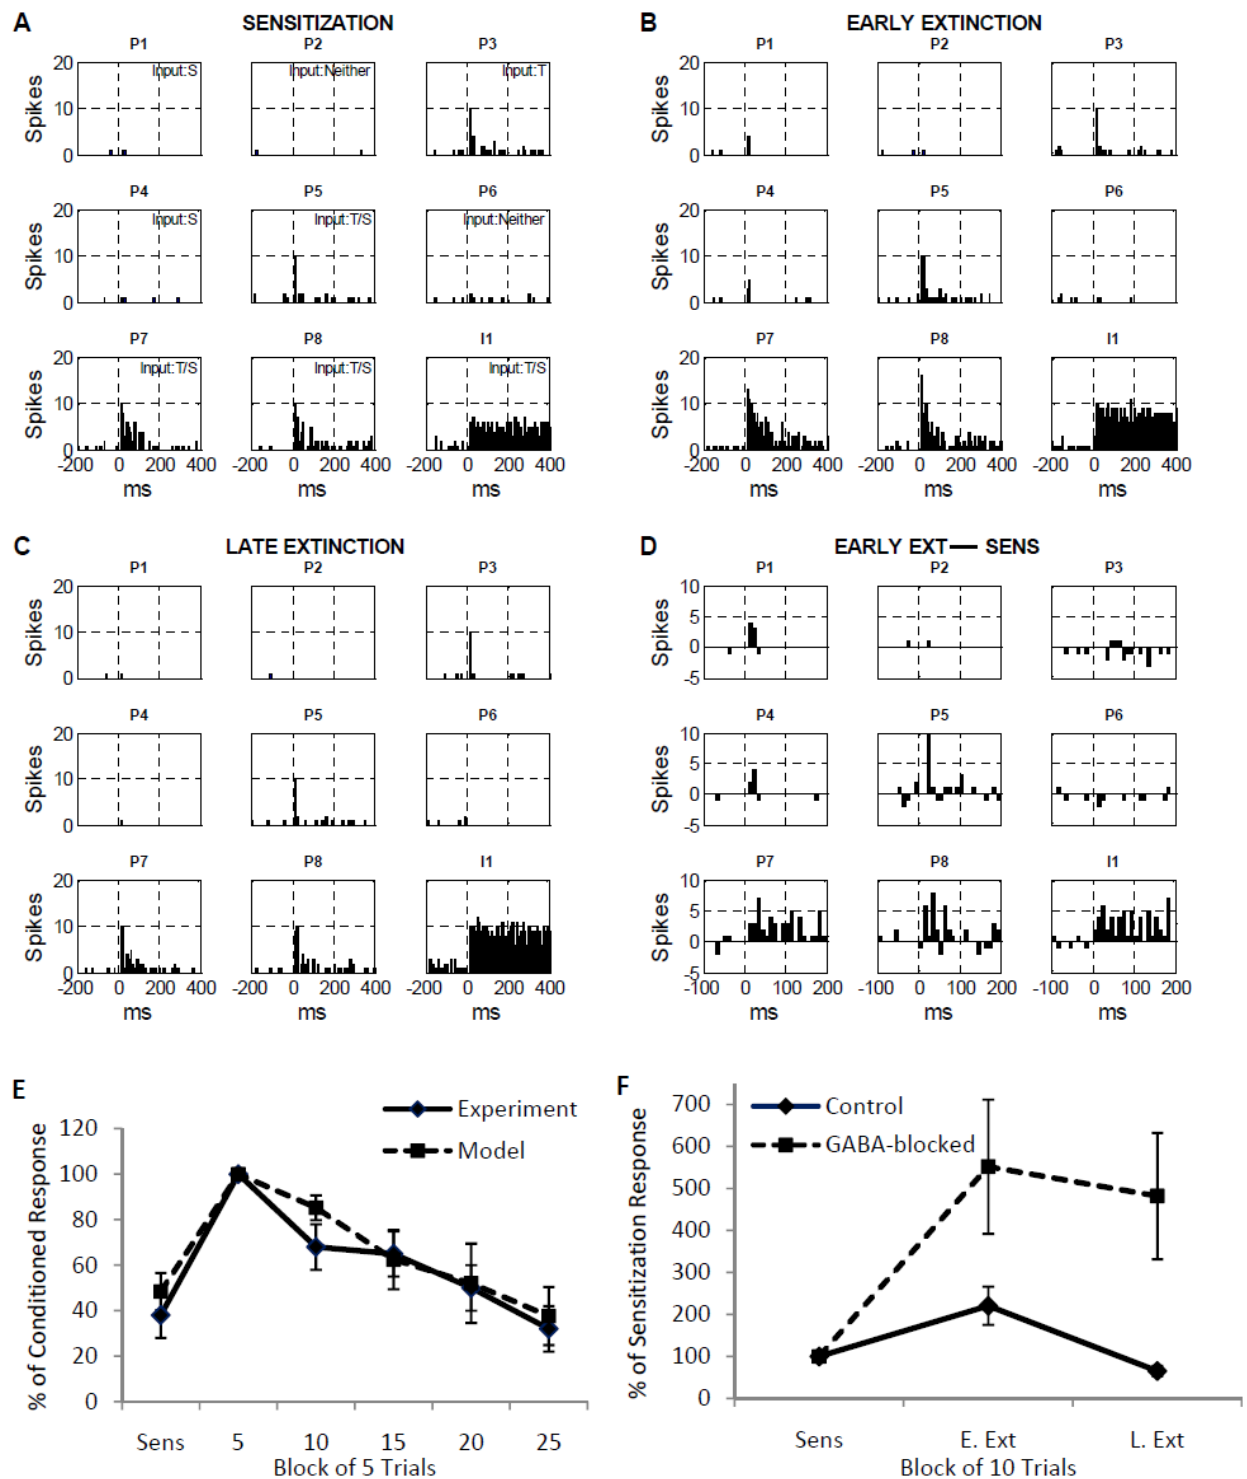 A SENSITIZATION
P1 P2 P3
Input:S Input:Neither Input:T
Spikes
20
10
0
P4 P5 P6
Input:S Input:T/S Input:Neither
Spikes
20
10
0
P7 P8 I1
Input:T/S Input:T/S Input:T/S
Spikes
20
10
0
-200 0 200 400 -200 0 200 400 -200 0 200 400
ms ms ms
B EARLY EXTINCTION
P1 P2 P3
Spikes
20
10
0
P4 P5 P6
Spikes
20
10
0
P7 P8 I1
Spikes
20
10
0
-200 0 200 400 -200 0 200 400 -200 0 200 400
ms ms ms
C LATE EXTINCTION
P1 P2 P3
Spikes
20
10
0
P4 P5 P6
Spikes
20
10
0
P7 P8 I1
Spikes
20
10
0
-200 0 200 400 -200 0 200 400 -200 0 200 400
ms ms ms
D EARLY EXT — SENS
P1 P2 P3
Spikes
10
5
0
-5
P4 P5 P6
Spikes
10
5
0
-5
P7 P8 I1
Spikes
10
5
0
-5
-100 0 100 200 -100 0 100 200 -100 0 100 200
ms ms ms
E
Experiment
Model
% of Conditioned Response
120
100
80
60
40
20
0
Sens 5 10 15 20 25
Block of 5 Trials
F
Control
GABA-blocked
% of Sensitization Response
700
600
500
400
300
200
100
0
Sens E. Ext L. Ext
Block of 10 Trials